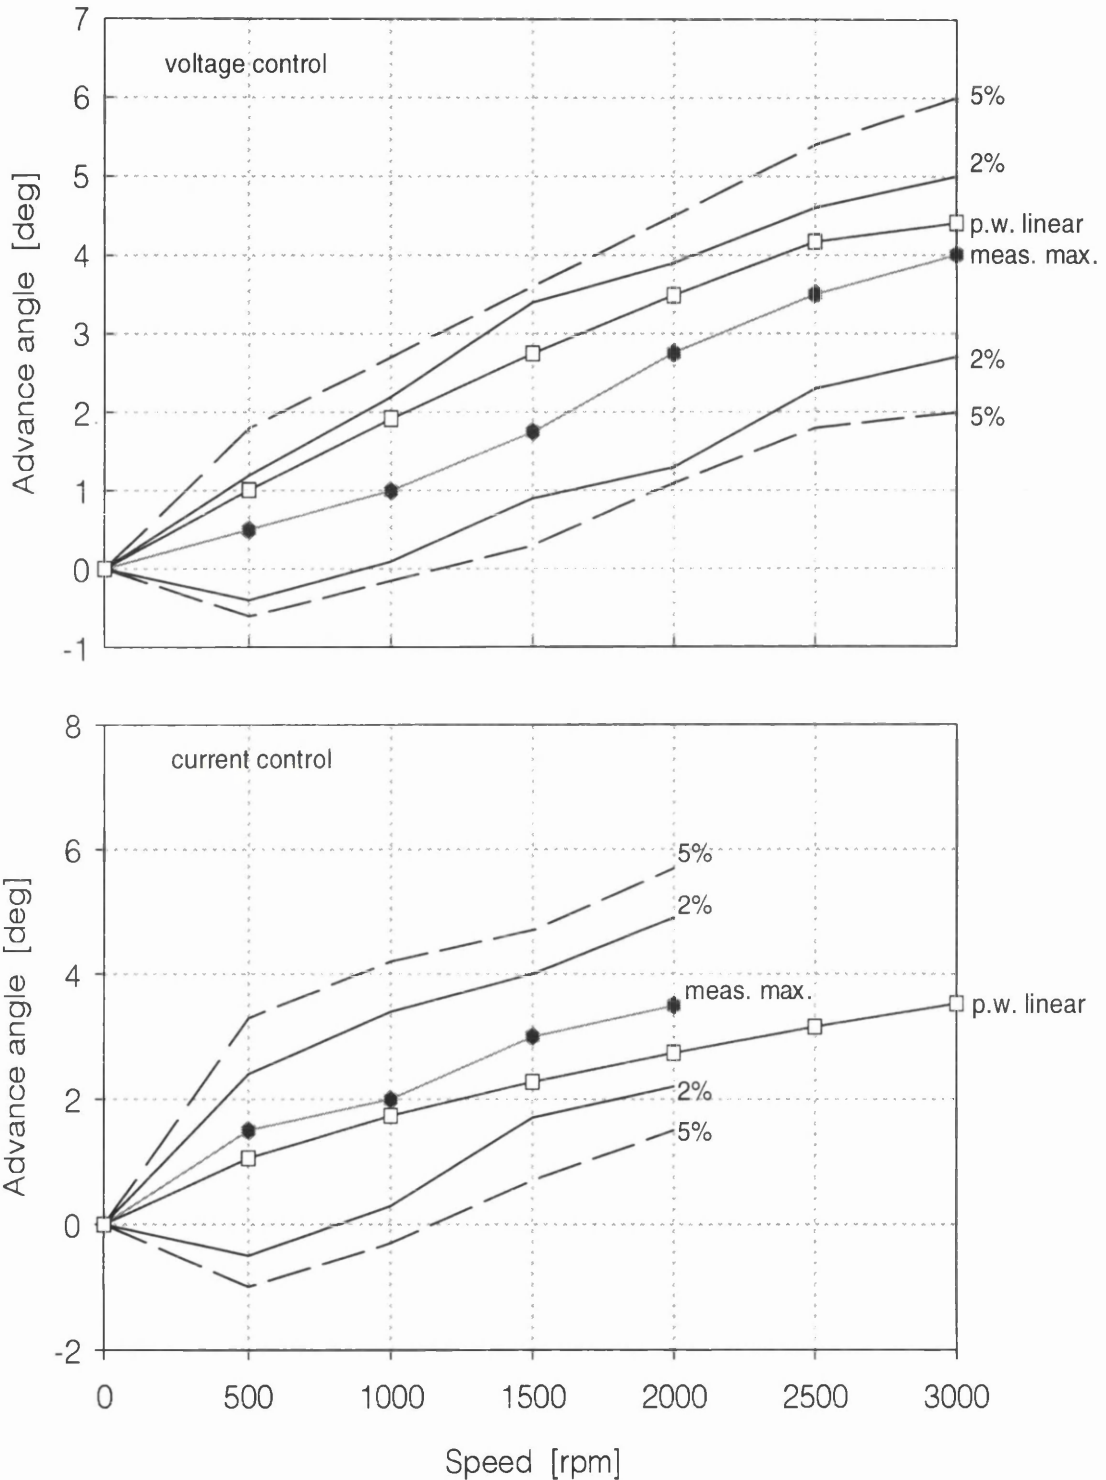 7
voltage control
6
5%
5
2%
p.w. linear
4
meas. max.
3
2%
2
5%
1
0
-1
Advance angle [deg]
8
current control
6
5%
2%
4
meas. max.
p.w. linear
2
2%
5%
0
-2
Advance angle [deg]
0 500 1000 1500 2000 2500 3000
Speed [rpm]